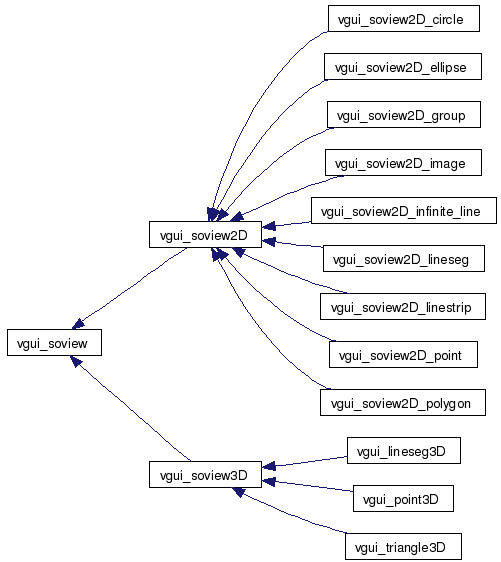 vgui_soview2D_circle
vgui_soview2D_ellipse
vgui_soview2D_group
vgui_soview2D_image
vgui_soview2D_infinite_line
vgui_soview2D
vgui_soview2D_lineseg
vgui_soview2D_linestrip
vgui_soview
vgui_soview2D_point
vgui_soview2D_polygon
vgui_lineseg3D
vgui_soview3D
vgui_point3D
vgui_triangle3D